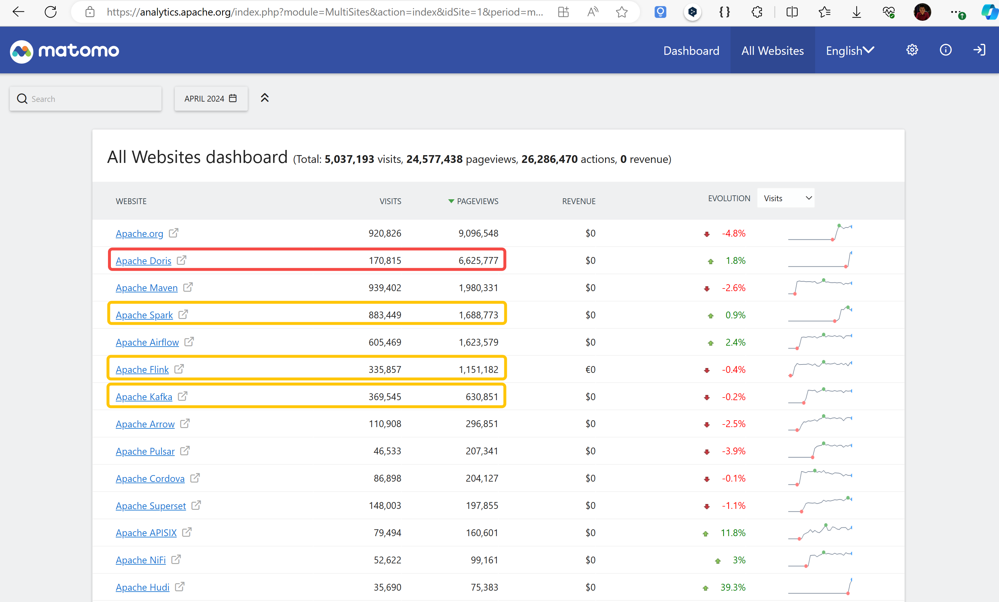 https://analytics.apache.org/index.php?module=MultiSites&action=index&idSite=1&period=m...
matomo
Dashboard
All Websites
English
Search
APRIL 2024
All Websites dashboard (Total: 5,037,193 visits, 24,577,438 pageviews, 26,286,470 actions, 0 revenue)
WEBSITE VISITS PAGEVIEWS REVENUE EVOLUTION Visits
Apache.org 920,826 9,096,548 $0 -4.8%
Apache Doris 170,815 6,625,777 $0 1.8%
Apache Maven 939,402 1,980,331 $0 -2.6%
Apache Spark 883,449 1,688,773 $0 0.9%
Apache Airflow 605,469 1,623,579 $0 2.4%
Apache Flink 335,857 1,151,182 €0 -0.4%
Apache Kafka 369,545 630,851 $0 -0.2%
Apache Arrow 110,908 296,851 $0 -2.5%
Apache Pulsar 46,533 207,341 $0 -3.9%
Apache Cordova 86,898 204,127 $0 -0.1%
Apache Superset 148,003 197,855 $0 -1.1%
Apache APISIX 79,494 160,601 $0 11.8%
Apache NiFi 52,622 99,161 $0 3%
Apache Hudi 35,690 75,383 $0 39.3%